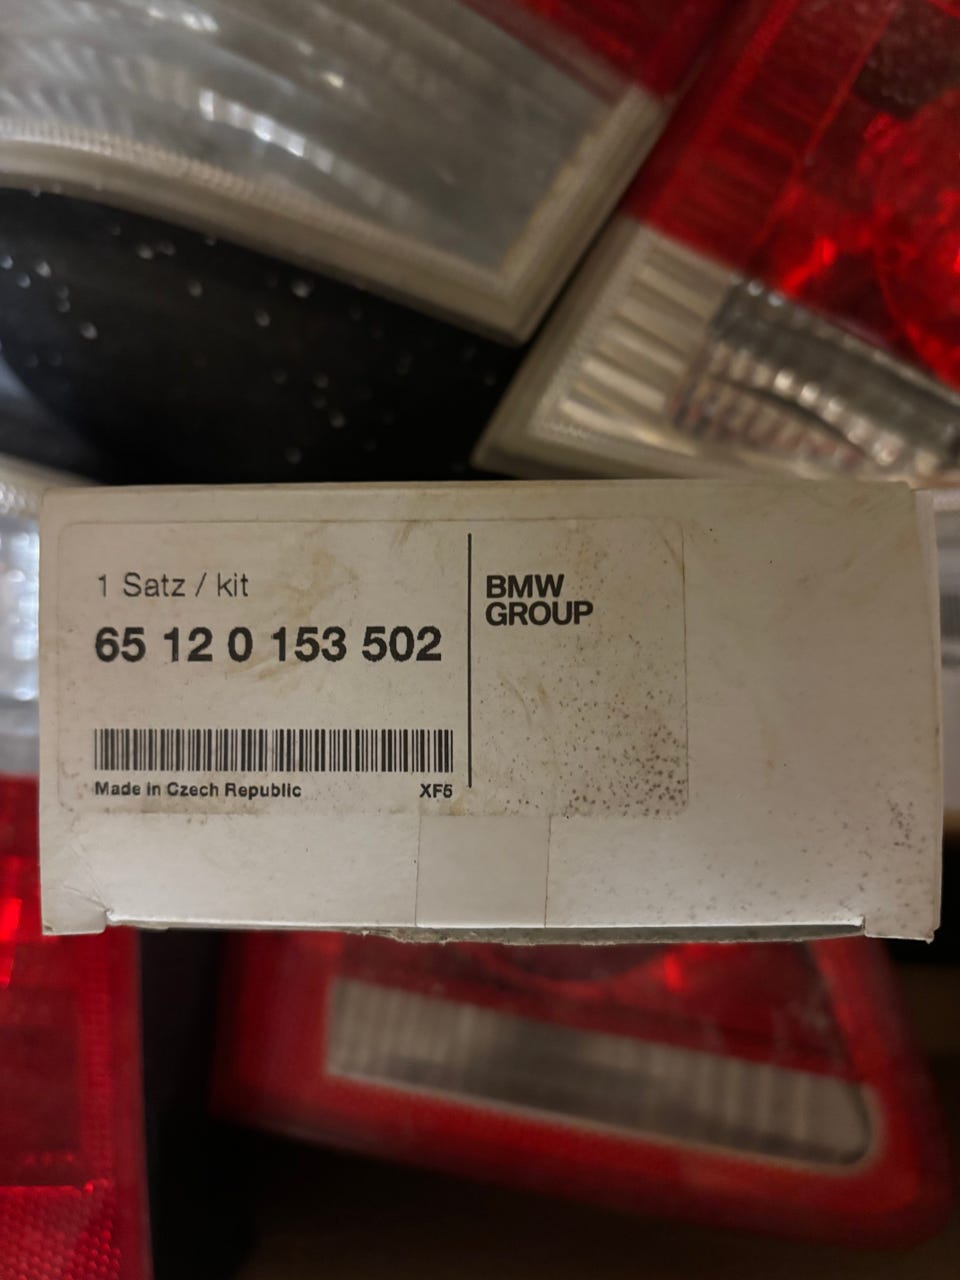 1 Satz / kit
65 12 0 153 502
Made in Czech Republic
XF5
BMW
GROUP